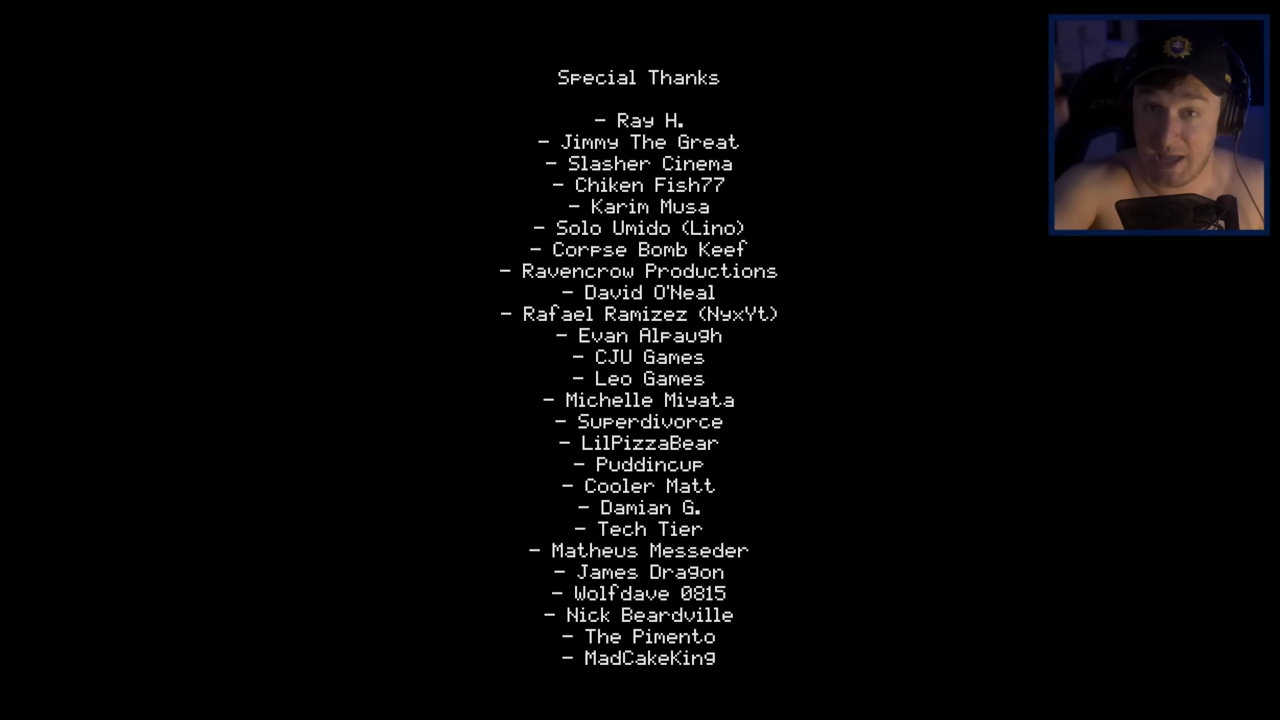 Special Thanks
- Ray H.
- Jimmy The Great
- Slasher Cinema
- Chiken Fish77
- Karim Musa
- Solo Umido (Lino)
- Corpse Bomb Keef
- Ravencrow Productions
- David O'Neal
- Rafael Ramizez (NyxYt)
- Evan Alpaugh
- CJU Games
- Leo Games
- Michelle Miyata
- Superdivorce
- LilPizzaBear
- Puddincup
- Cooler Matt
- Damian G.
- Tech Tier
- Matheus Messeder
- James Dragon
- Wolfdave 0815
- Nick Beardville
- The Pimento
- MadCakeKing